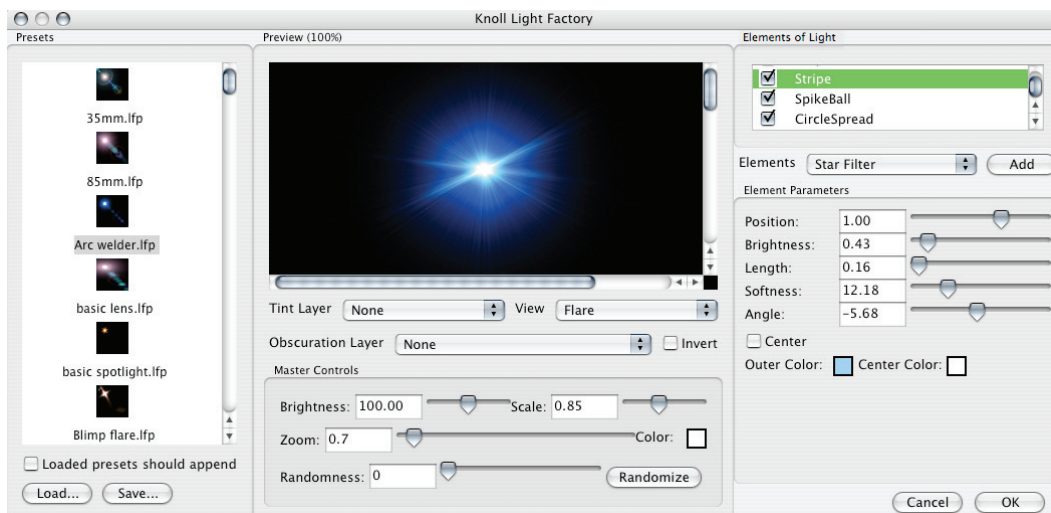 Knoll Light Factory
Presets
35mm.lfp
85mm.lfp
Arc welder.lfp
basic lens.lfp
basic spotlight.lfp
Blimp flare.lfp
Loaded presets should append
Load... Save...
Preview (100%)
Tint Layer None View Flare
Obscuration Layer None Invert
Master Controls
Brightness: 100.00 Scale: 0.85
Zoom: 0.7 Color:
Randomness: 0 Randomize
Elements of Light
Stripe
SpikeBall
CircleSpread
Elements Star Filter Add
Element Parameters
Position: 1.00
Brightness: 0.43
Length: 0.16
Softness: 12.18
Angle: -5.68
Center
Outer Color: Center Color:
Cancel OK